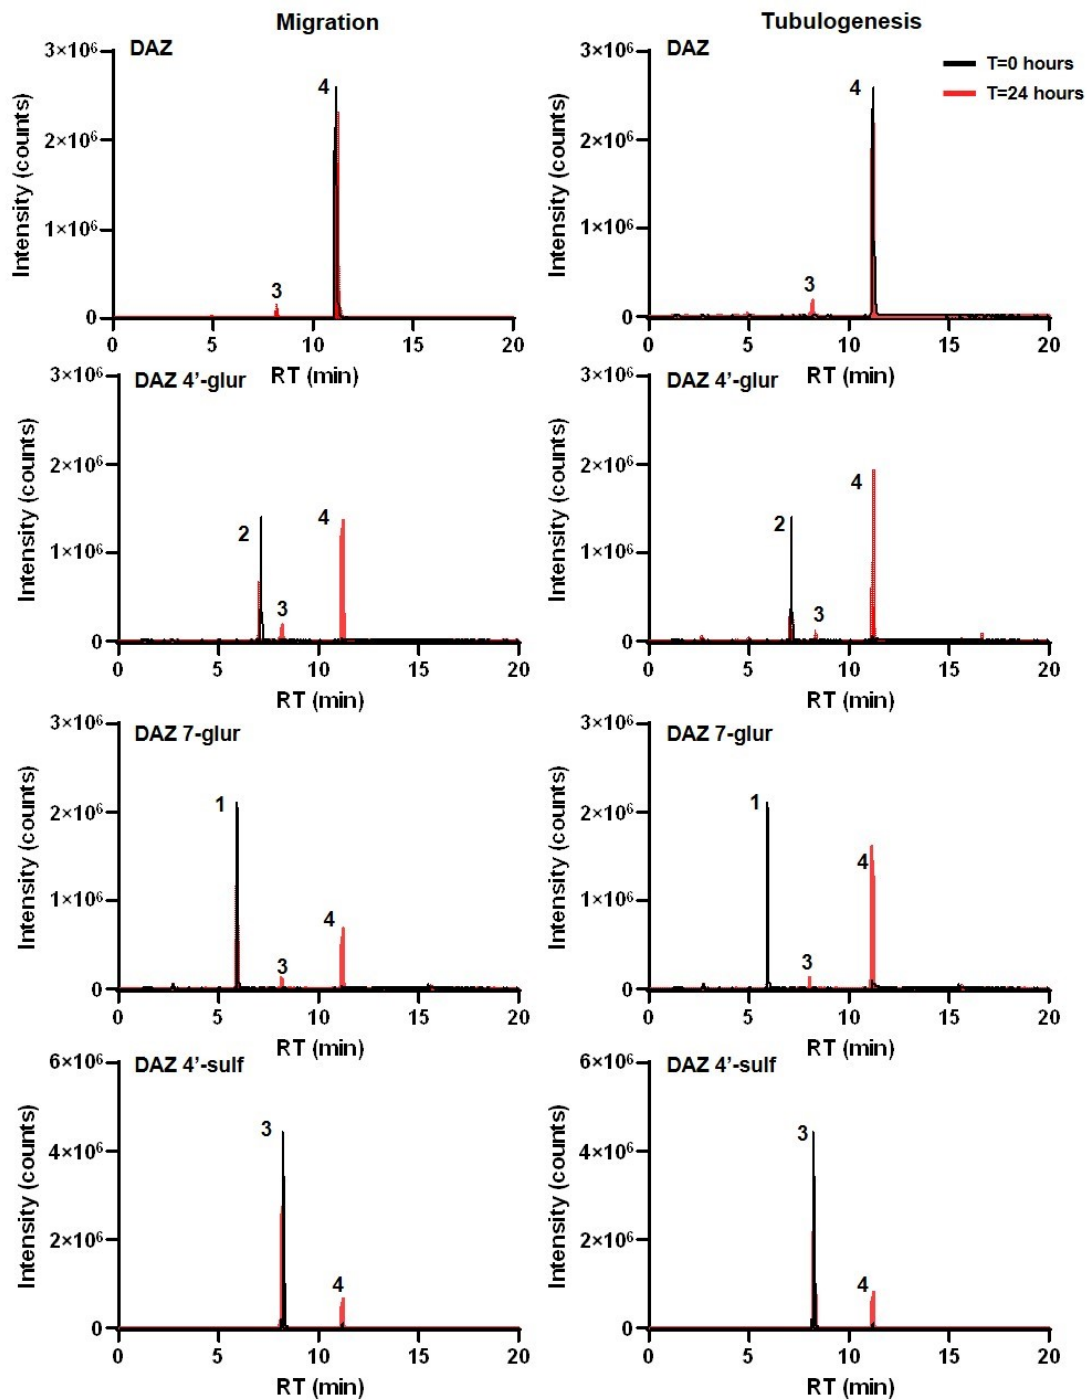 Migration
Tubulogenesis
DAZ
3×10⁶
2×10⁶
1×10⁶
0
Intensity (counts)
4
3
0 5 10 15 20
RT (min)
DAZ
T=0 hours
T=24 hours
3×10⁶
2×10⁶
1×10⁶
0
Intensity (counts)
4
3
0 5 10 15 20
RT (min)
DAZ 4'-glur
3×10⁶
2×10⁶
1×10⁶
0
Intensity (counts)
2
3
4
0 5 10 15 20
RT (min)
DAZ 4'-glur
3×10⁶
2×10⁶
1×10⁶
0
Intensity (counts)
2
3
4
0 5 10 15 20
RT (min)
DAZ 7-glur
3×10⁶
2×10⁶
1×10⁶
0
Intensity (counts)
1
3
4
0 5 10 15 20
RT (min)
DAZ 7-glur
3×10⁶
2×10⁶
1×10⁶
0
Intensity (counts)
1
3
4
0 5 10 15 20
RT (min)
DAZ 4'-sulf
6×10⁶
4×10⁶
2×10⁶
0
Intensity (counts)
3
4
0 5 10 15 20
RT (min)
DAZ 4'-sulf
6×10⁶
4×10⁶
2×10⁶
0
Intensity (counts)
3
4
0 5 10 15 20
RT (min)